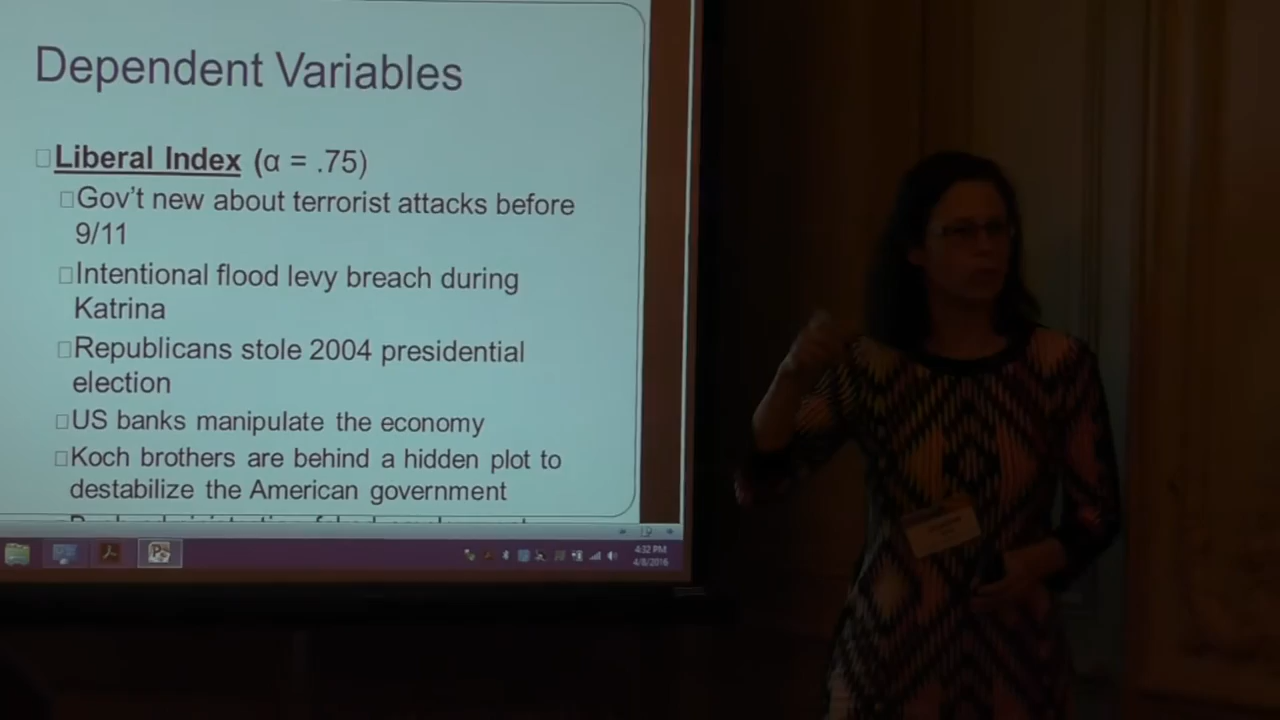 Dependent Variables
Liberal Index (α = .75)
Gov't new about terrorist attacks before
9/11
Intentional flood levy breach during
Katrina
Republicans stole 2004 presidential
election
US banks manipulate the economy
Koch brothers are behind a hidden plot to
destabilize the American government
4:32 PM
4/8/2016